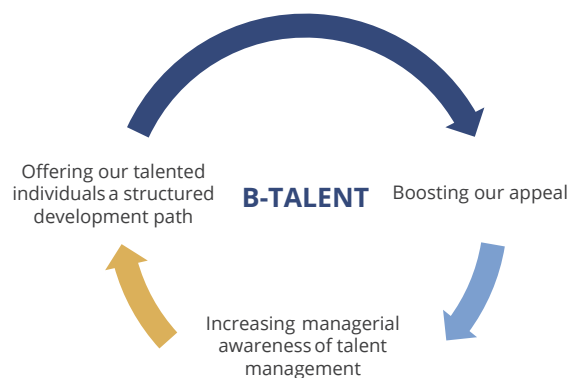 Offering our talented
individuals a structured
development path
B-TALENT
Boosting our appeal
Increasing managerial
awareness of talent
management